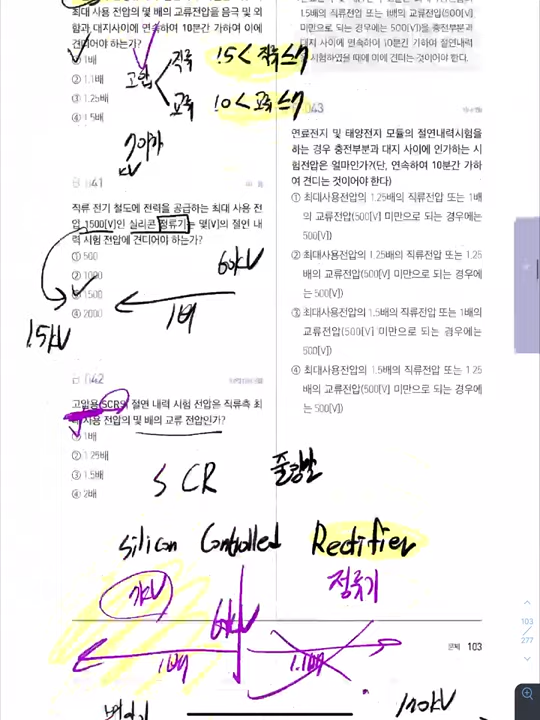 최대 사용 전압의 몇 배의 교류전압을 음극 및 외
함과 대지사이에 연속하여 10분간 가하여 이에
견디어야 하는가?
① 1배
② 1.1배
③ 1.25배
④ 1.5배
고압
직류 1.5 < 직류 ≤ 7
교류 1.0 < 교류 ≤ 7
041
직류 전기 철도에 전력을 공급하는 최대 사용 전
압 1500[V]인 실리콘 정류기는 몇[V]의 절연 내
력 시험 전압에 견디어야 하는가?
① 500
② 1000
③ 1500
④ 2000
60kV
1배
1.5kV
042
고압용 SCR의 절연 내력 시험 전압은 직류측 최
대 사용 전압의 몇 배의 교류 전압인가?
① 1배
② 1.25배
③ 1.5배
④ 2배
SCR
줄임말
Silicon Controlled Rectifier
정류기
7kV
60kV
1배
1.1배
110kV
1.5배의 직류전압 또는 1배의 교류전압(500[V]
미만으로 되는 경우에는 500[V])을 충전부분과
대지 사이에 연속하여 10분간 가하여 절연내력
을 시험하였을 때에 이에 견디는 것이어야 한다.
043
연료전지 및 태양전지 모듈의 절연내력시험을
하는 경우 충전부분과 대지 사이에 인가하는 시
험전압은 얼마인가?(단, 연속하여 10분간 가하
여 견디는 것이어야 한다)
① 최대사용전압의 1.25배의 직류전압 또는 1배
의 교류전압(500[V] 미만으로 되는 경우에는
500[V])
② 최대사용전압의 1.25배의 직류전압 또는 1.25
배의 교류전압(500[V] 미만으로 되는 경우에
는 500[V])
③ 최대사용전압의 1.5배의 직류전압 또는 1배의
교류전압(500[V] 미만으로 되는 경우에는
500[V])
④ 최대사용전압의 1.5배의 직류전압 또는 1.25
배의 교류전압(500[V] 미만으로 되는 경우에
는 500[V])
문제 103
103
277